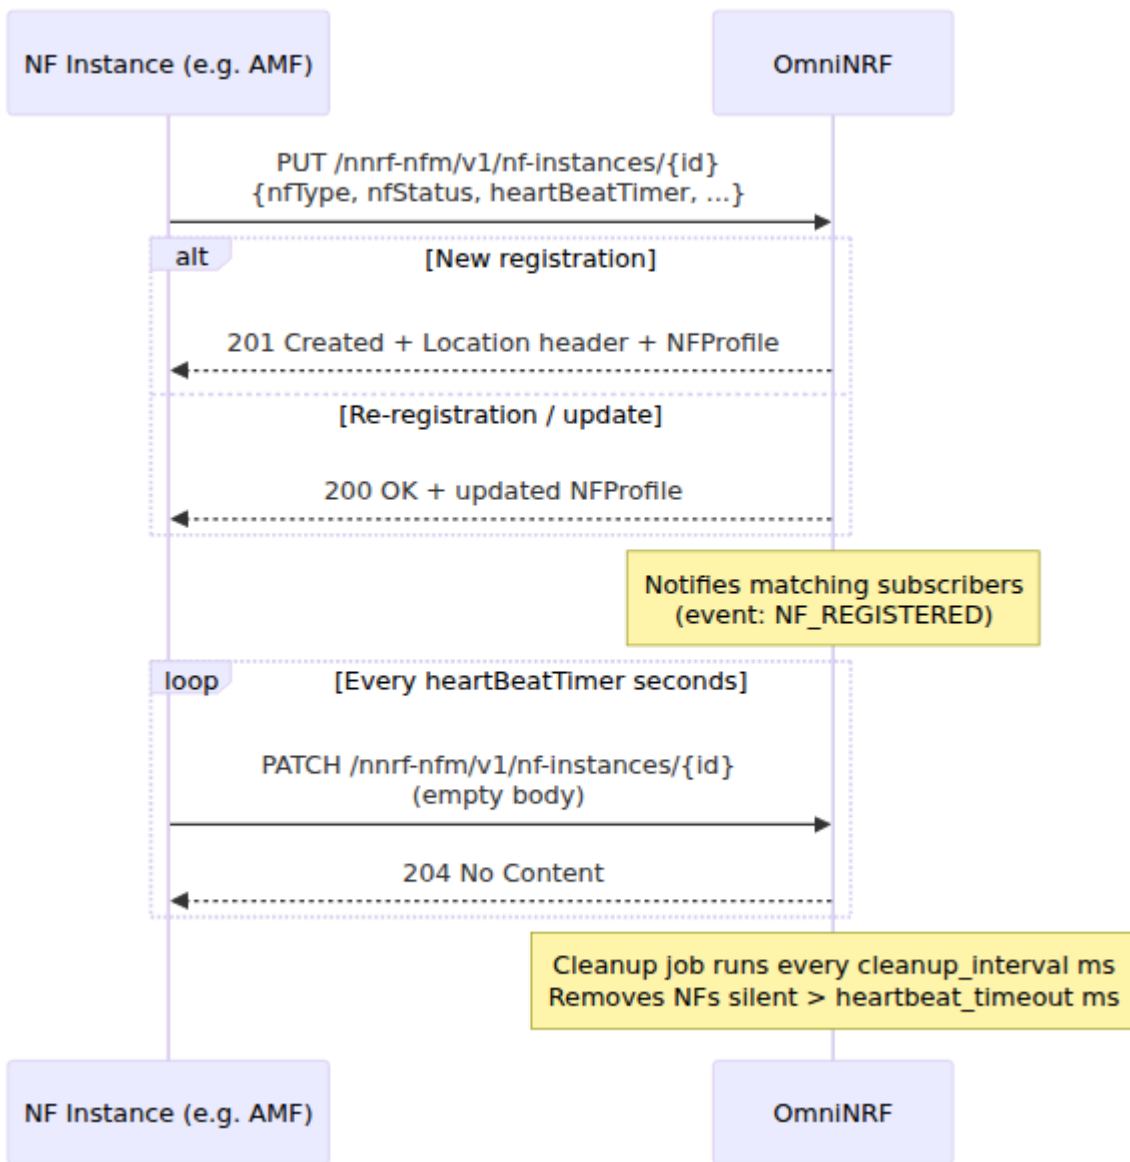 NF Instance (e.g. AMF)
OmniNRF
PUT /nnrf-nfm/v1/nf-instances/{id}
{nfType, nfStatus, heartBeatTimer, ...}
alt
[New registration]
201 Created + Location header + NFProfile
[Re-registration / update]
200 OK + updated NFProfile
Notifies matching subscribers
(event: NF_REGISTERED)
loop
[Every heartBeatTimer seconds]
PATCH /nnrf-nfm/v1/nf-instances/{id}
(empty body)
204 No Content
Cleanup job runs every cleanup_interval ms
Removes NFs silent > heartbeat_timeout ms
NF Instance (e.g. AMF)
OmniNRF